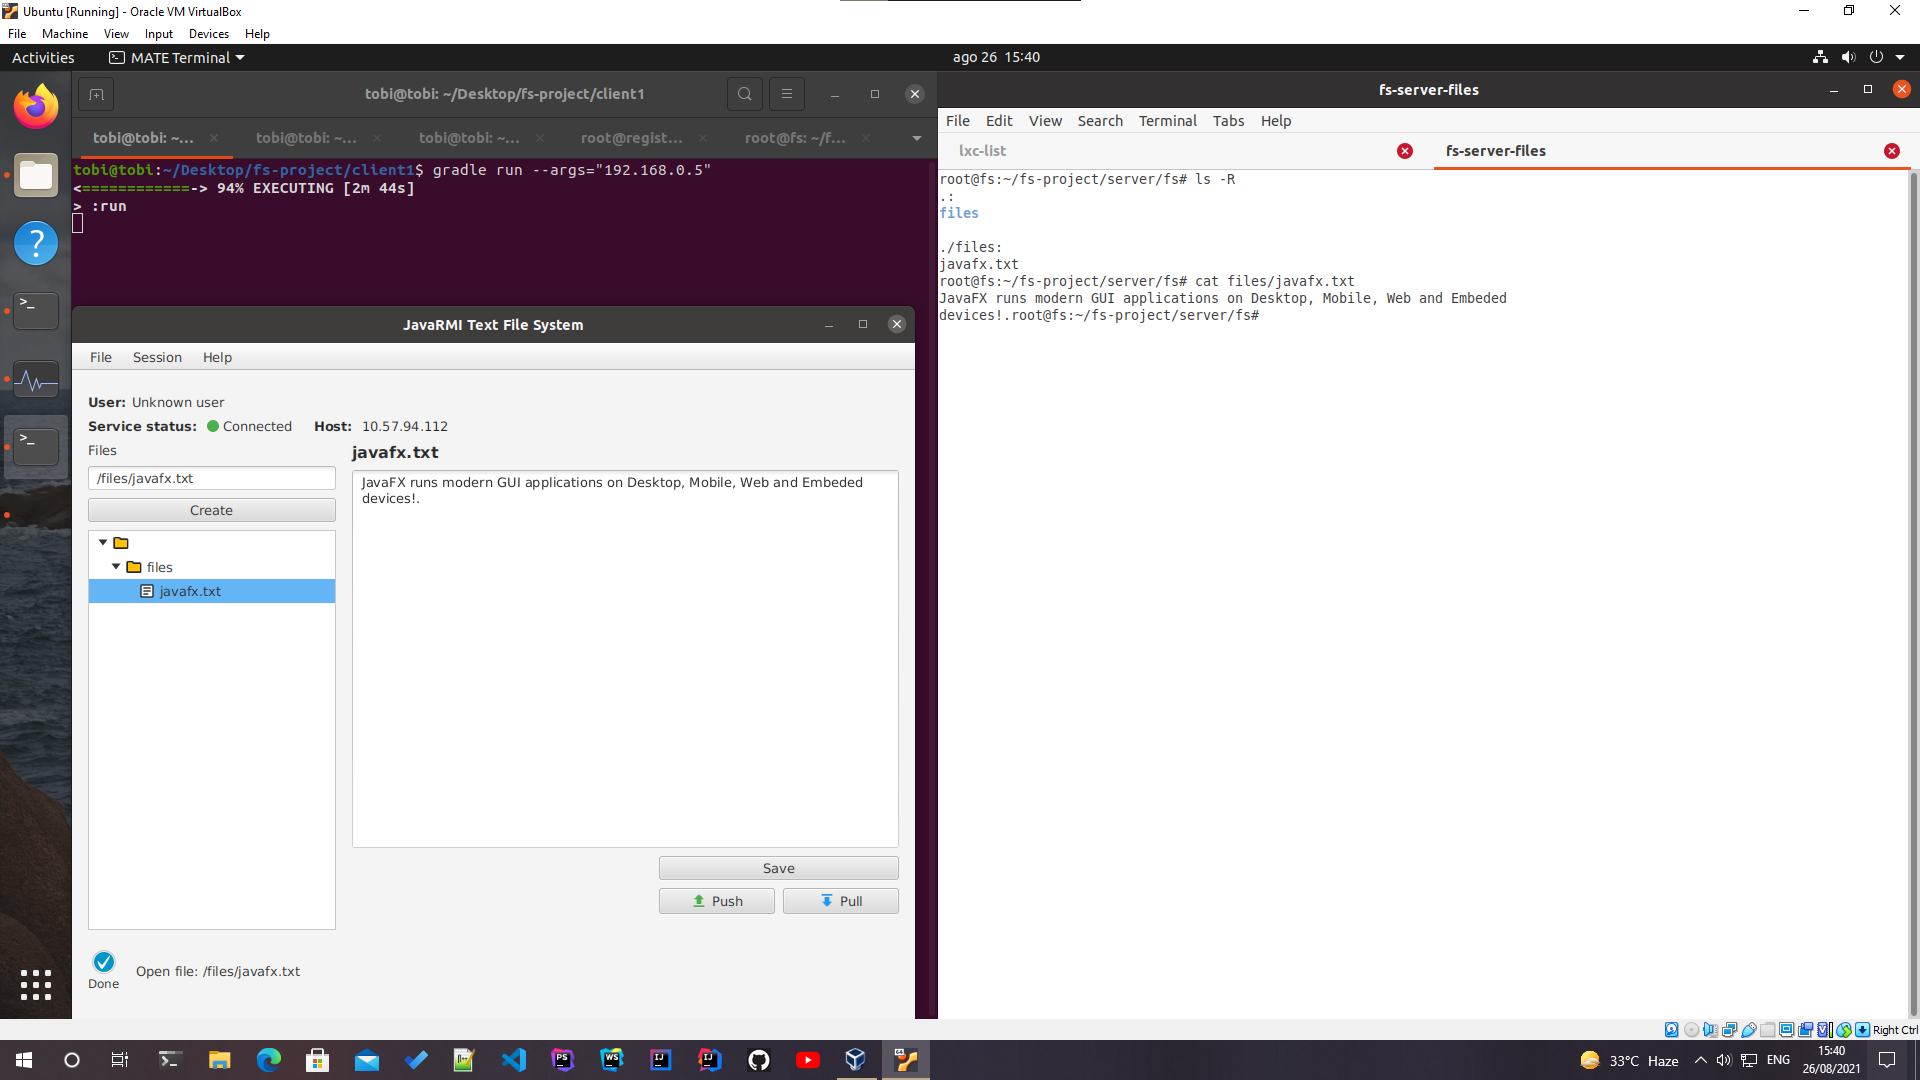 Ubuntu [Running] - Oracle VM VirtualBox
File Machine View Input Devices Help
Activities MATE Terminal ago 26 15:40
tobi@tobi: ~/Desktop/fs-project/client1
tobi@tobi: ~... tobi@tobi: ~... tobi@tobi: ~... root@regist... root@fs: ~/f...
tobi@tobi:~/Desktop/fs-project/client1$ gradle run --args="192.168.0.5"
<============-> 94% EXECUTING [2m 44s]
> :run
JavaRMI Text File System
File Session Help
User: Unknown user
Service status: Connected Host: 10.57.94.112
Files
/files/javafx.txt
Create
files
javafx.txt
javafx.txt
JavaFX runs modern GUI applications on Desktop, Mobile, Web and Embeded
devices!.
Save
Push Pull
Done
Open file: /files/javafx.txt
fs-server-files
File Edit View Search Terminal Tabs Help
lxc-list fs-server-files
root@fs:~/fs-project/server/fs# ls -R
.:
files
./files:
javafx.txt
root@fs:~/fs-project/server/fs# cat files/javafx.txt
JavaFX runs modern GUI applications on Desktop, Mobile, Web and Embeded
devices!.root@fs:~/fs-project/server/fs#
Right Ctrl
33°C Haze ENG 15:40
26/08/2021